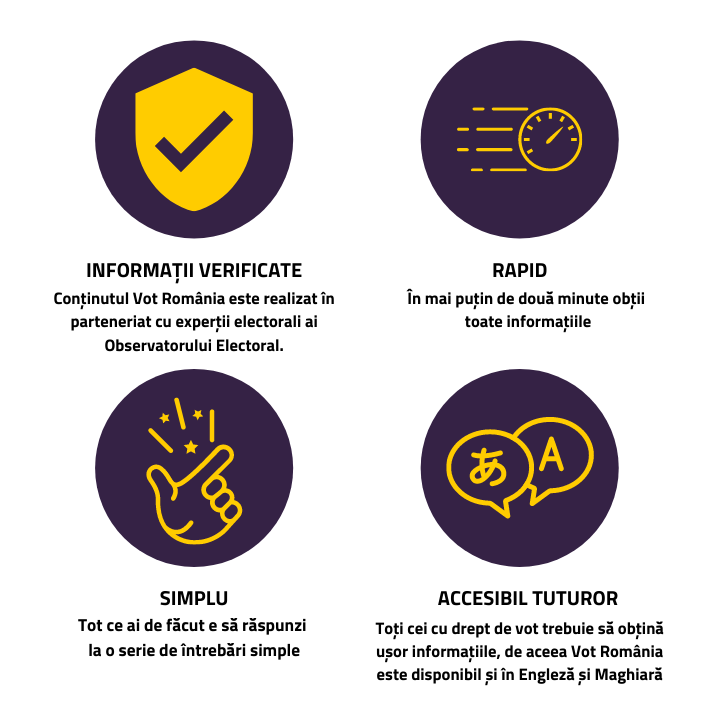 INFORMAȚII VERIFICATE
Conținutul Vot România este realizat în
parteneriat cu experții electorali ai
Observatorului Electoral.
RAPID
În mai puțin de două minute obții
toate informațiile
あ A
SIMPLU
Tot ce ai de făcut e să răspunzi
la o serie de întrebări simple
ACCESIBIL TUTUROR
Toți cei cu drept de vot trebuie să obțină
ușor informațiile, de aceea Vot România
este disponibil și în Engleză și Maghiară